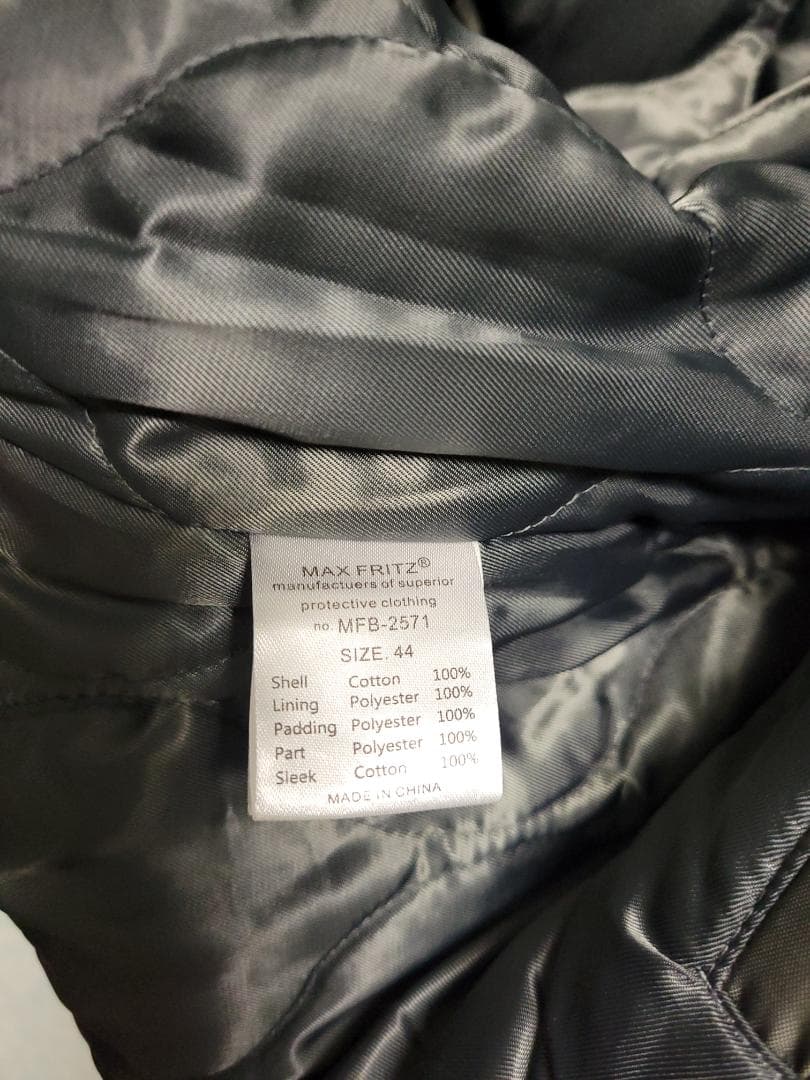 MAX FRITZ®
manufactuers of superior
protective clothing
no. MFB-2571
SIZE. 44
Shell Cotton 100%
Lining Polyester 100%
Padding Polyester 100%
Part Polyester 100%
Sleek Cotton 100%
MADE IN CHINA